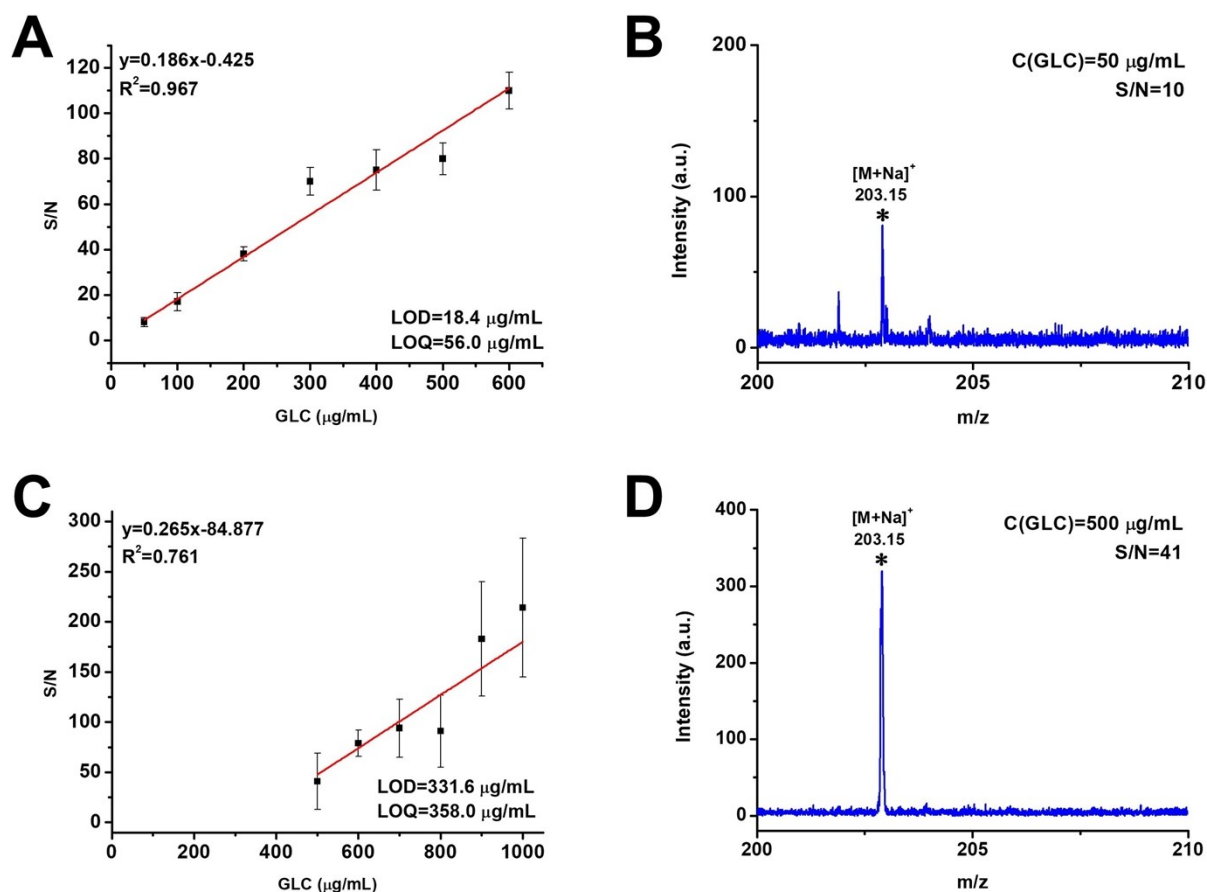 A
y=0.186x-0.425
R²=0.967
120
100
80
60
40
20
0
S/N
LOD=18.4 μg/mL
LOQ=56.0 μg/mL
0 100 200 300 400 500 600
GLC (μg/mL)
B
C(GLC)=50 μg/mL
S/N=10
[M+Na]⁺
203.15
*
200
100
0
Intensity (a.u.)
200 205 210
m/z
C
y=0.265x-84.877
R²=0.761
300
250
200
150
100
50
0
S/N
LOD=331.6 μg/mL
LOQ=358.0 μg/mL
0 200 400 600 800 1000
GLC (μg/mL)
D
C(GLC)=500 μg/mL
S/N=41
[M+Na]⁺
203.15
*
400
300
200
100
0
Intensity (a.u.)
200 205 210
m/z